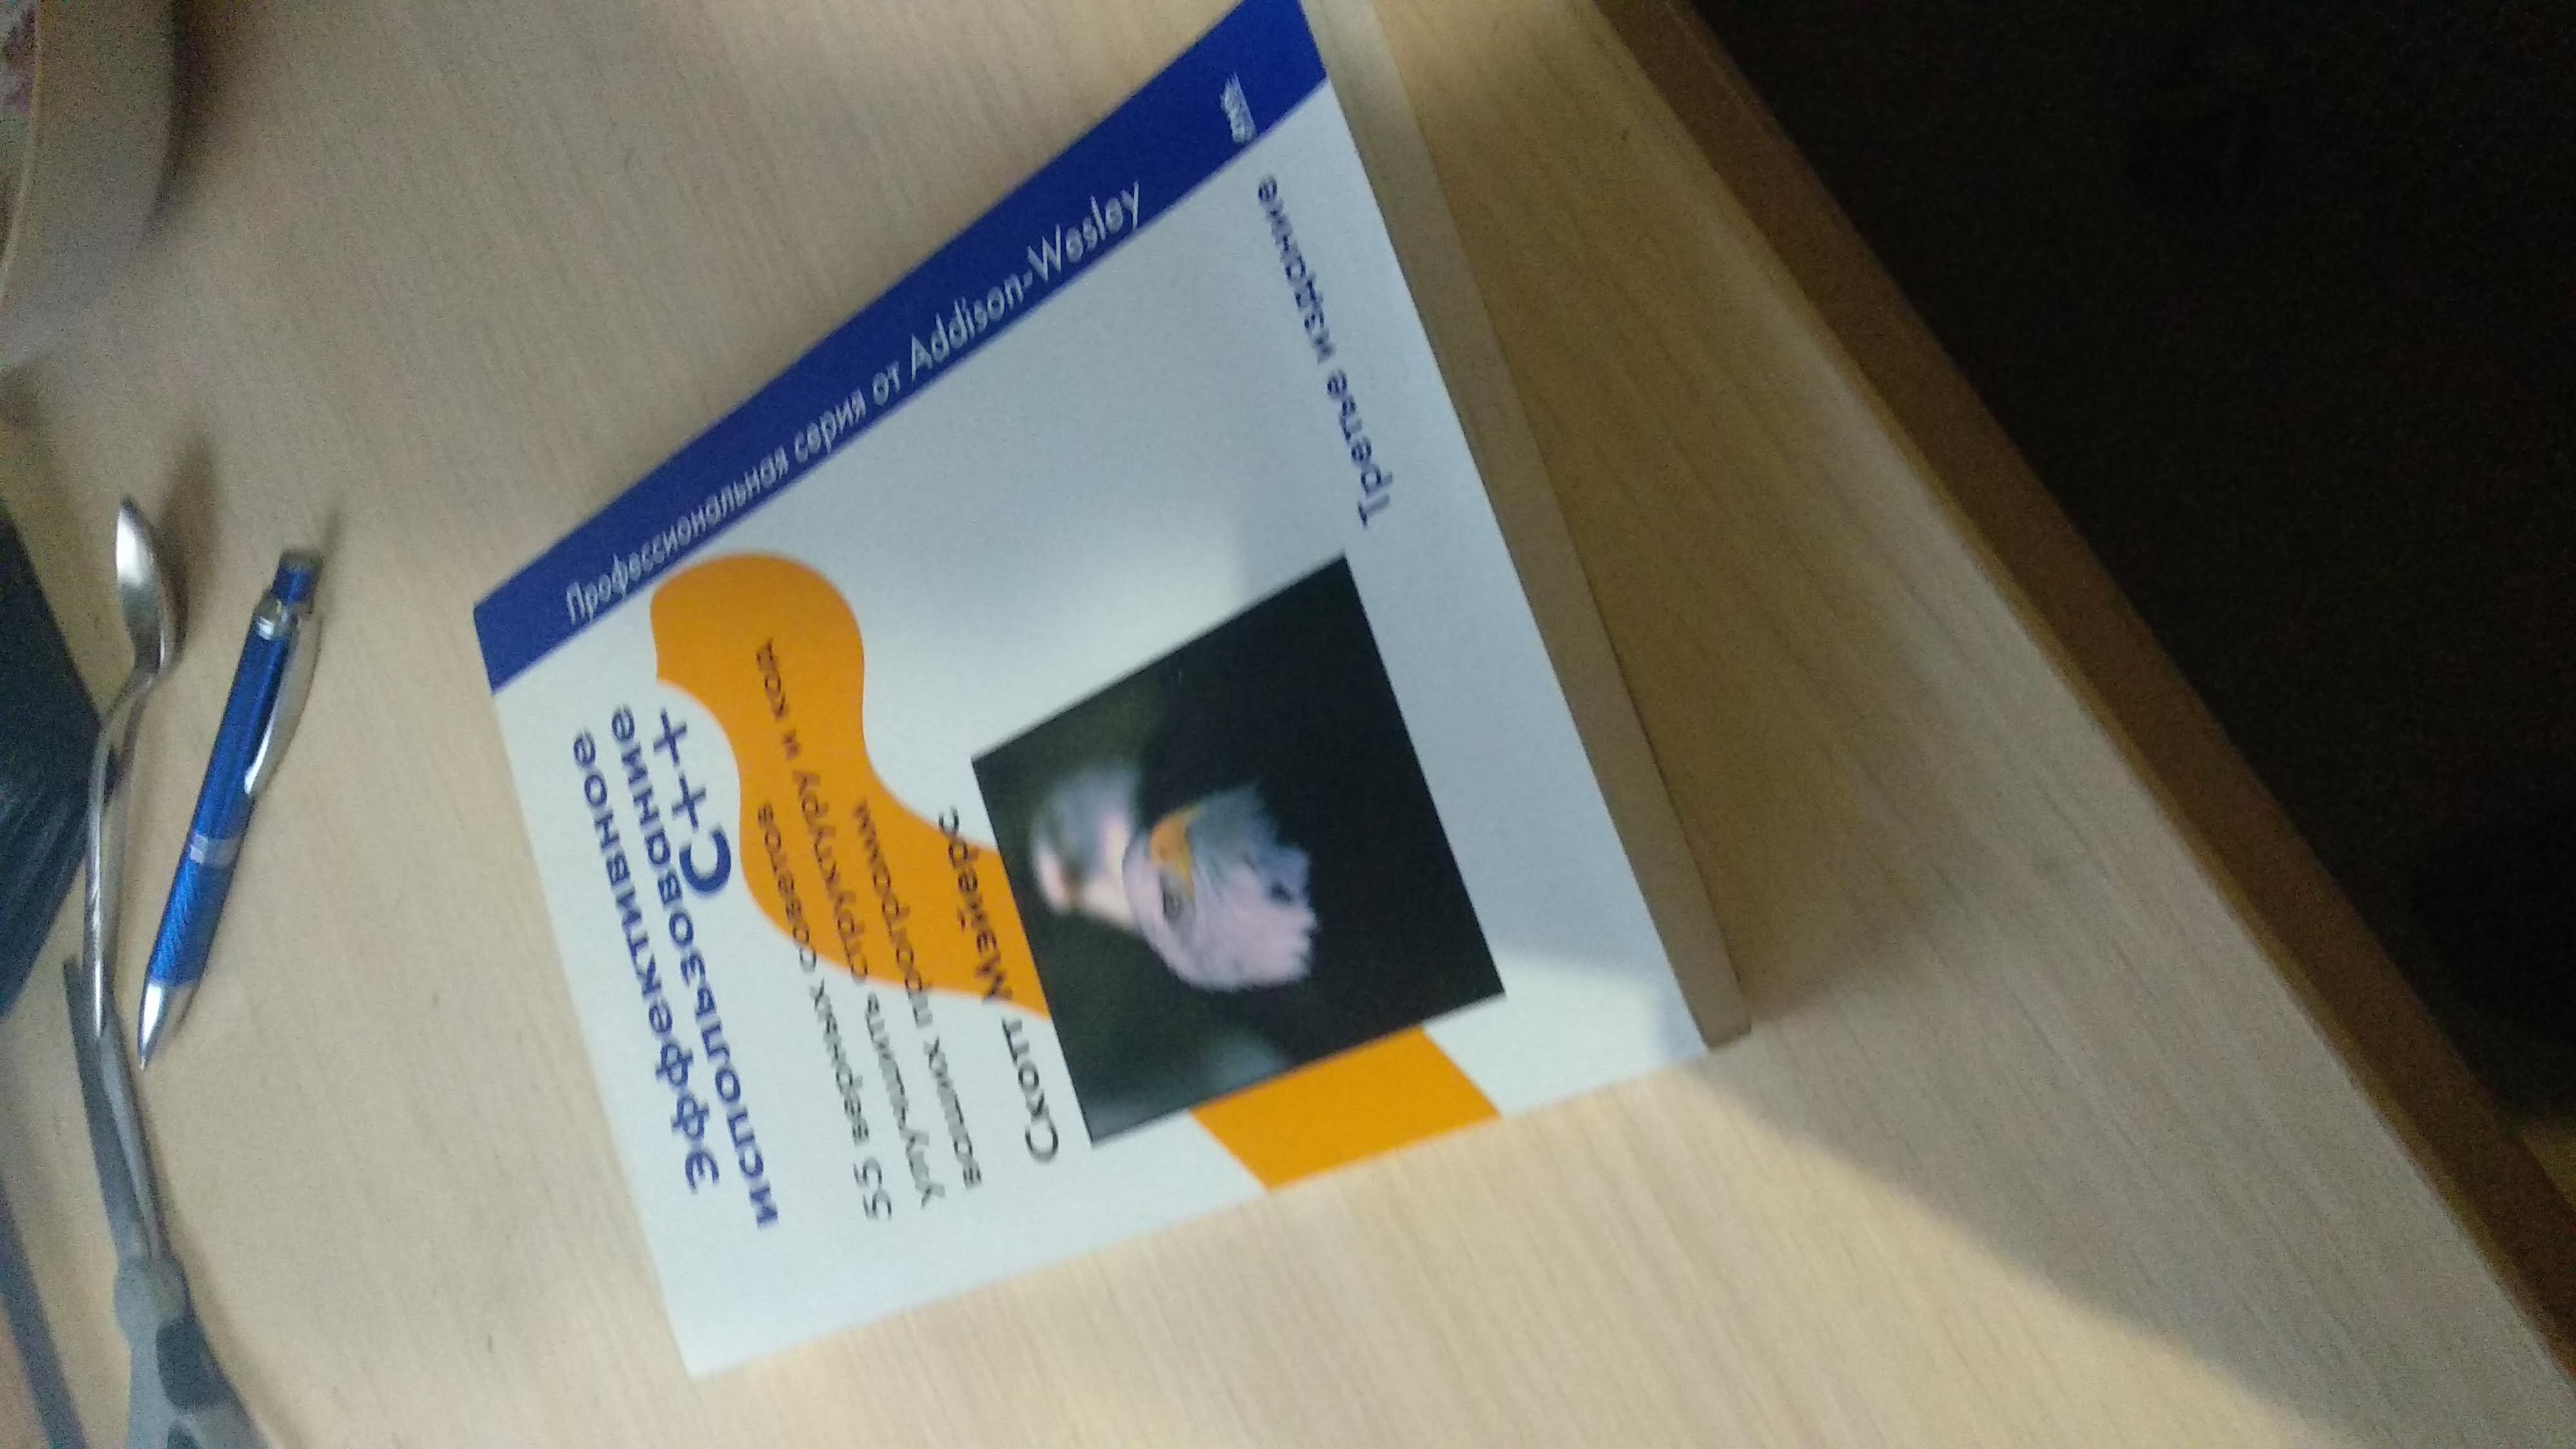 Эффективное
использование
C++
55 верных советов
улучшить структуру и код
ваших программ
Скотт Мэйерс
Третье издание
Профессиональная серия от Addison-Wesley